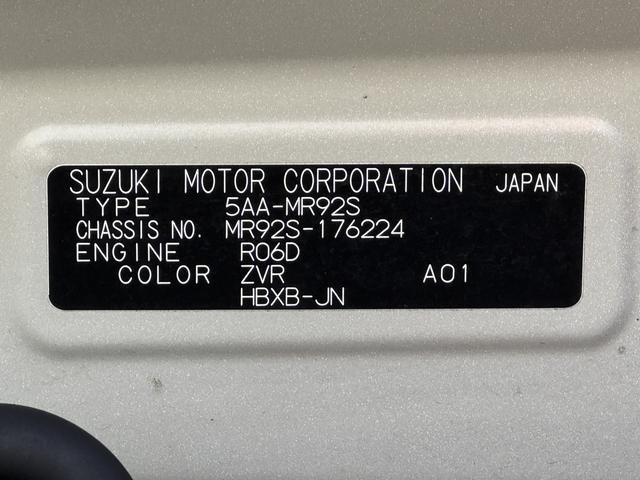 SUZUKI MOTOR CORPORATION JAPAN
TYPE 5AA-MR92S
CHASSIS NO. MR92S-176224
ENGINE R06D
COLOR ZVR A01
HBXB-JN